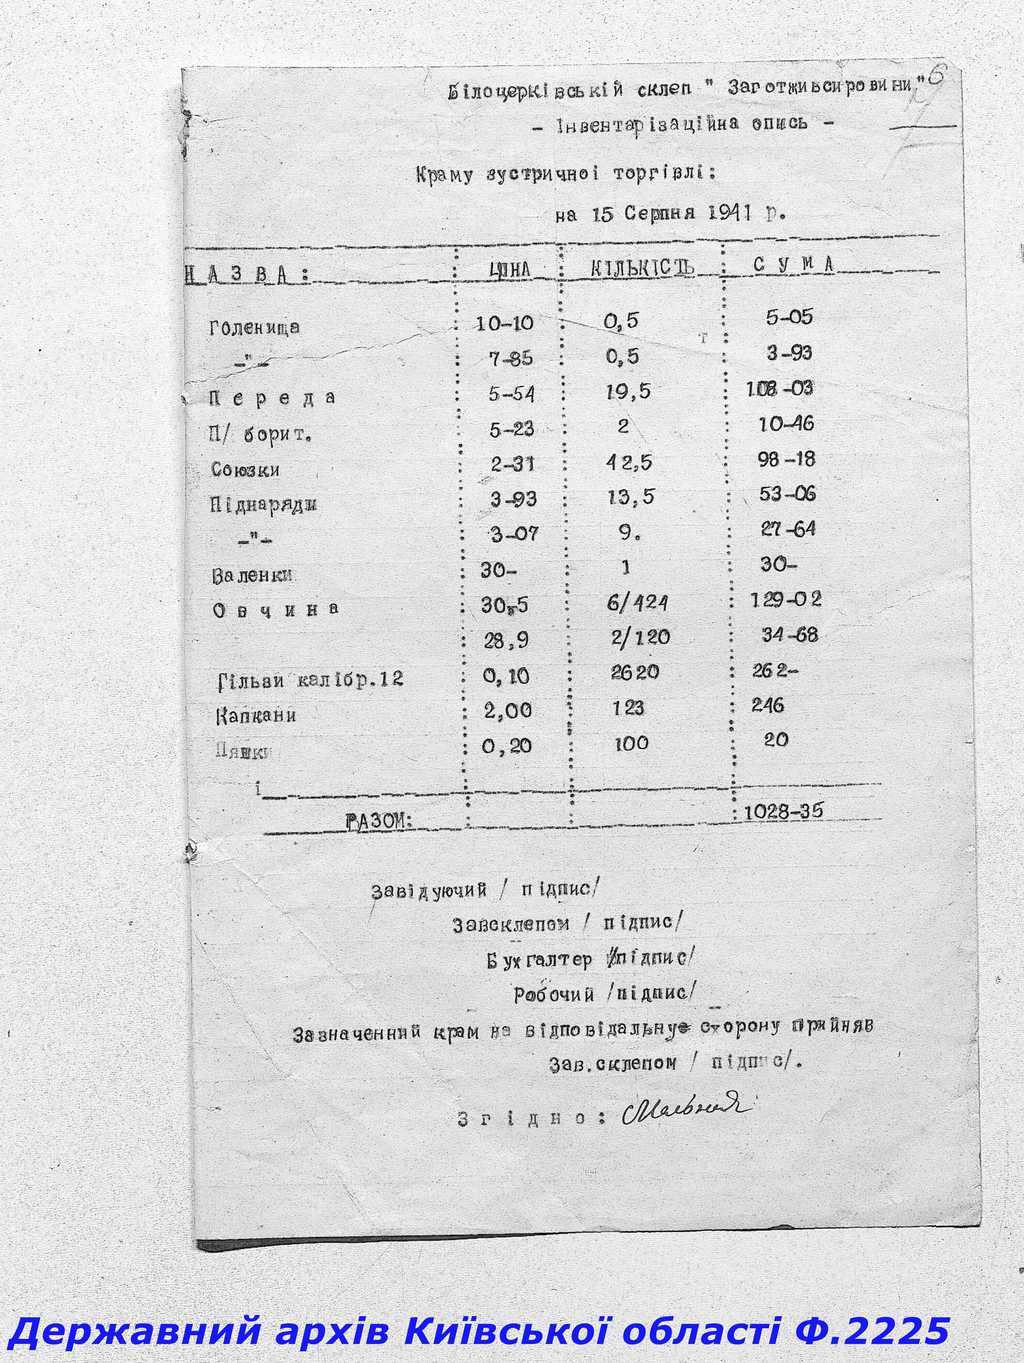 6
Білоцерківській склеп " Заготживсировини"
- Інвентарізаційна опись -
Краму зустричної торгівлі:
на 15 Серпня 1941 р.
НАЗВА: ЦІНА КІЛЬКІСТЬ СУМА
Голенища 10-10 0,5 5-05
-"- 7-85 0,5 3-93
Переда 5-54 19,5 108-03
П/ борит. 5-23 2 10-46
Союзки 2-31 42,5 98-18
Піднаряди 3-93 13,5 53-06
-"- 3-07 9. 27-64
Валенки 30- 1 30-
Овчина 30,5 6/424 129-02
28,9 2/120 34-68
Гільзи калібр.12 0,10 2620 262-
Капкани 2,00 123 246
Пяшки 0,20 100 20
РАЗОМ: 1028-35
Завідуючий / підпис/
Завсклепом / підпис/
Бухгалтер /підпис/
Робочий /підпис/
Зазначенний крам на відповідальну сторону прийняв
Зав.склепом / підпис/.
Згідно:
Державний архів Київської області Ф.2225